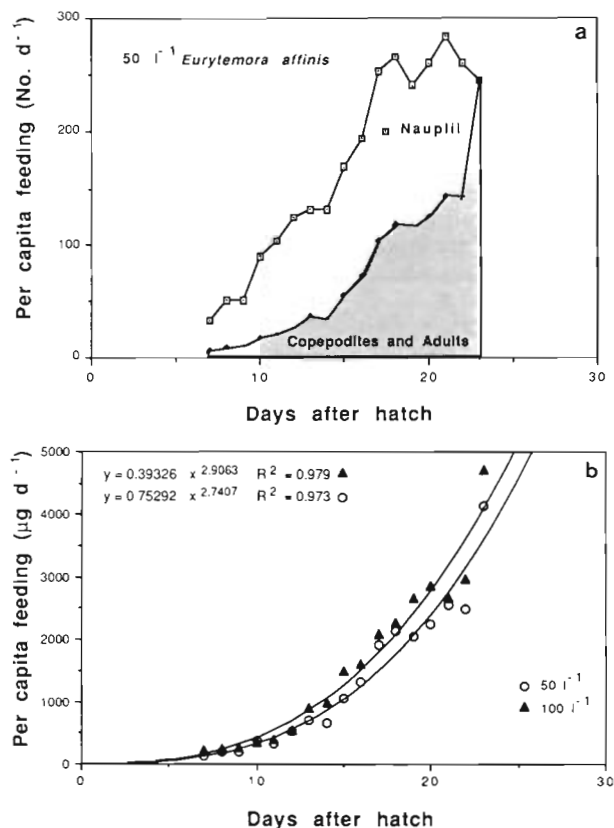 a
50 l⁻¹ Eurytemora affinis
Per capita feeding (No. d⁻¹)
300
200
100
0
Nauplii
Copepodites and Adults
0 10 20 30
Days after hatch
b
y = 0.39326 x^2.9063 R² = 0.979 ▲
y = 0.75292 x^2.7407 R² = 0.973 ○
Per capita feeding (μg d⁻¹)
5000
4000
3000
2000
1000
0
○ 50 l⁻¹
▲ 100 l⁻¹
0 10 20 30
Days after hatch